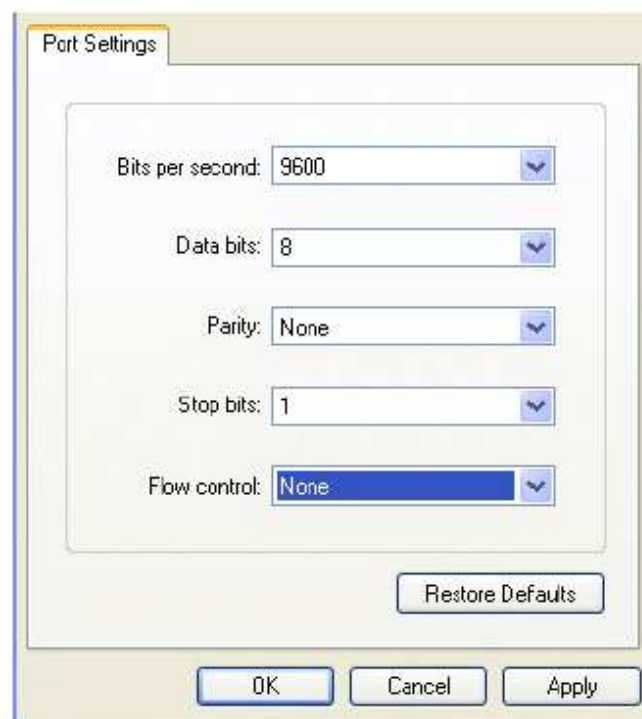 Port Settings
Bits per second: 9600
Data bits: 8
Parity: None
Stop bits: 1
Flow control: None
Restore Defaults
OK Cancel Apply